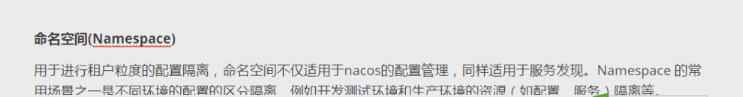 命名空间(Namespace)
用于进行租户粒度的配置隔离，命名空间不仅适用于nacos的配置管理，同样适用于服务发现。Namespace 的常
用场景之一是不同环境的配置的区分隔离，例如开发测试环境和生产环境的资源（如配置、服务）隔离等。